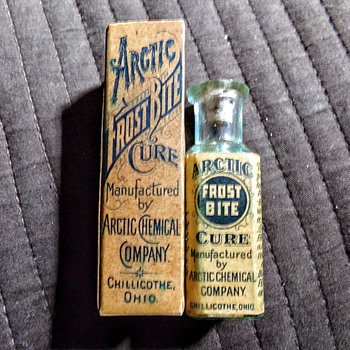 ARCTIC
FROST BITE
CURE
Manufactured
by
ARCTIC CHEMICAL
COMPANY.
CHILLICOTHE,
OHIO.
ARCTIC
FROST
BITE
CURE
Manufactured
by
ARCTIC CHEMICAL
COMPANY,
CHILLICOTHE, OHIO.